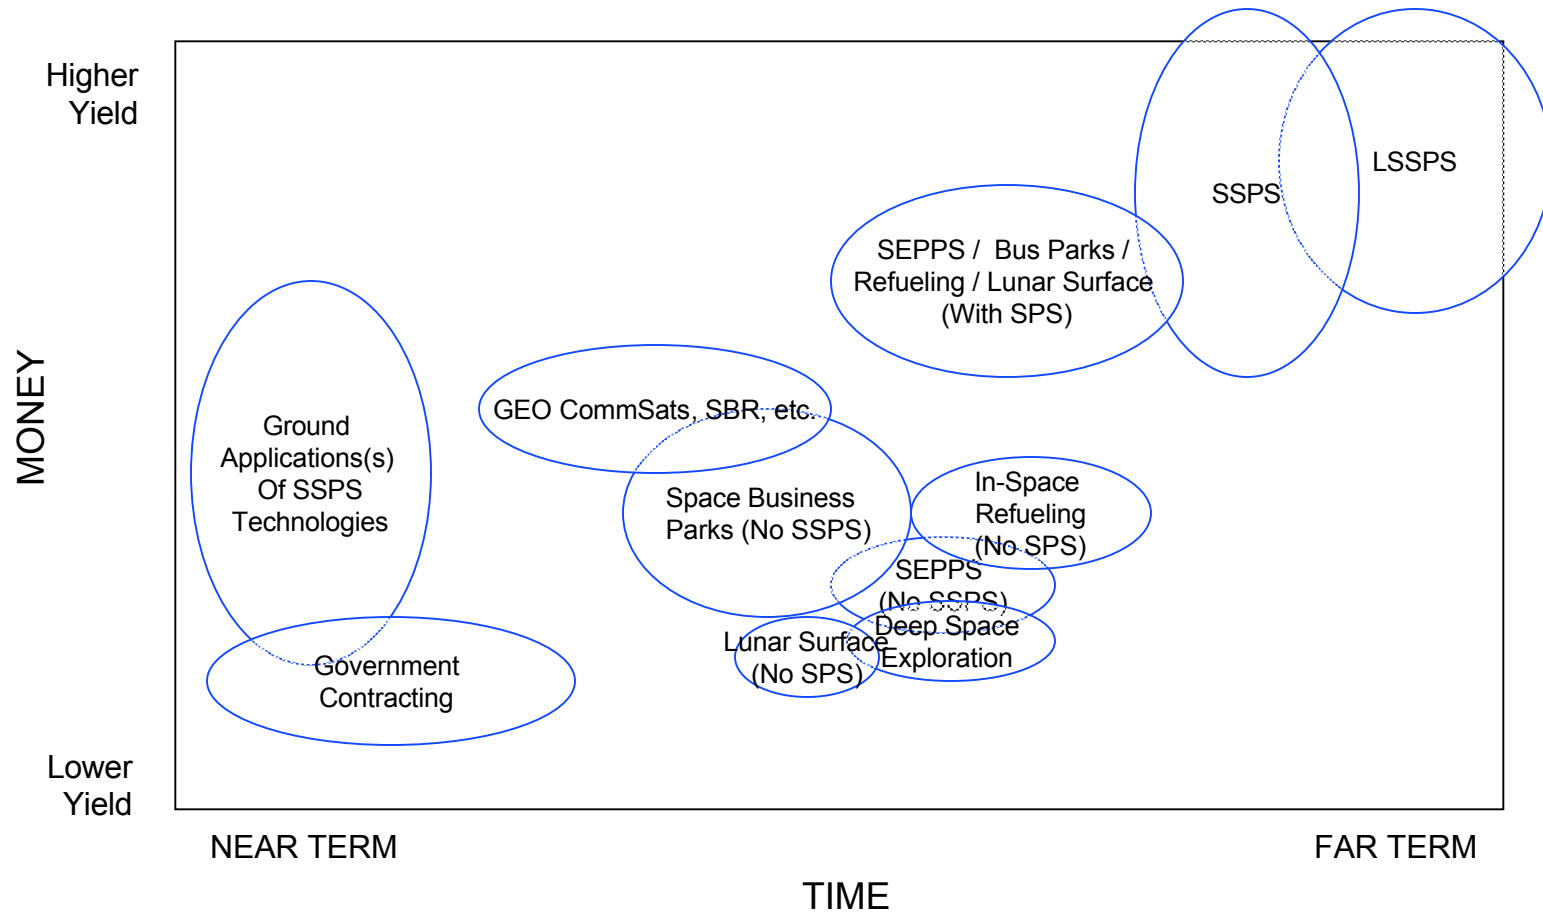 Higher
Yield
LSSPS
SSPS
SEPPS / Bus Parks /
Refueling / Lunar Surface
(With SPS)
MONEY
GEO CommSats, SBR, etc.
Ground
Applications(s)
Of SSPS
Technologies
Space Business
Parks (No SSPS)
In-Space
Refueling
(No SPS)
SEPPS
(No SSPS)
Deep Space
Exploration
Lunar Surface
(No SPS)
Government
Contracting
Lower
Yield
NEAR TERM
FAR TERM
TIME